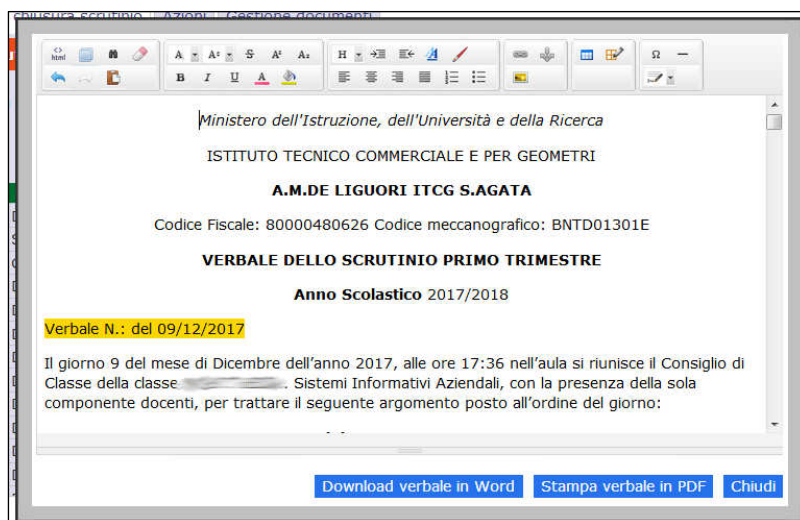 chiusura scrutinio Azioni Gestione documenti
html
Ministero dell'Istruzione, dell'Università e della Ricerca
ISTITUTO TECNICO COMMERCIALE E PER GEOMETRI
A.M.DE LIGUORI ITCG S.AGATA
Codice Fiscale: 80000480626 Codice meccanografico: BNTD01301E
VERBALE DELLO SCRUTINIO PRIMO TRIMESTRE
Anno Scolastico 2017/2018
Verbale N.: del 09/12/2017
Il giorno 9 del mese di Dicembre dell'anno 2017, alle ore 17:36 nell'aula si riunisce il Consiglio di
Classe della classe . Sistemi Informativi Aziendali, con la presenza della sola
componente docenti, per trattare il seguente argomento posto all'ordine del giorno:
Download verbale in Word Stampa verbale in PDF Chiudi